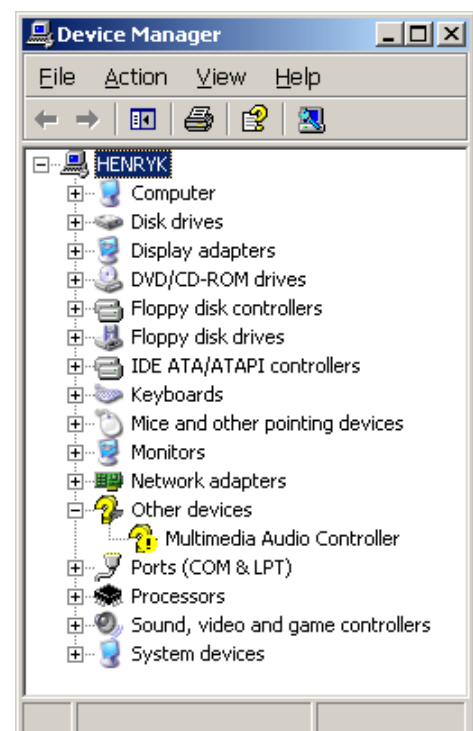 Device Manager
File Action View Help
HENRYK
Computer
Disk drives
Display adapters
DVD/CD-ROM drives
Floppy disk controllers
Floppy disk drives
IDE ATA/ATAPI controllers
Keyboards
Mice and other pointing devices
Monitors
Network adapters
Other devices
Multimedia Audio Controller
Ports (COM & LPT)
Processors
Sound, video and game controllers
System devices